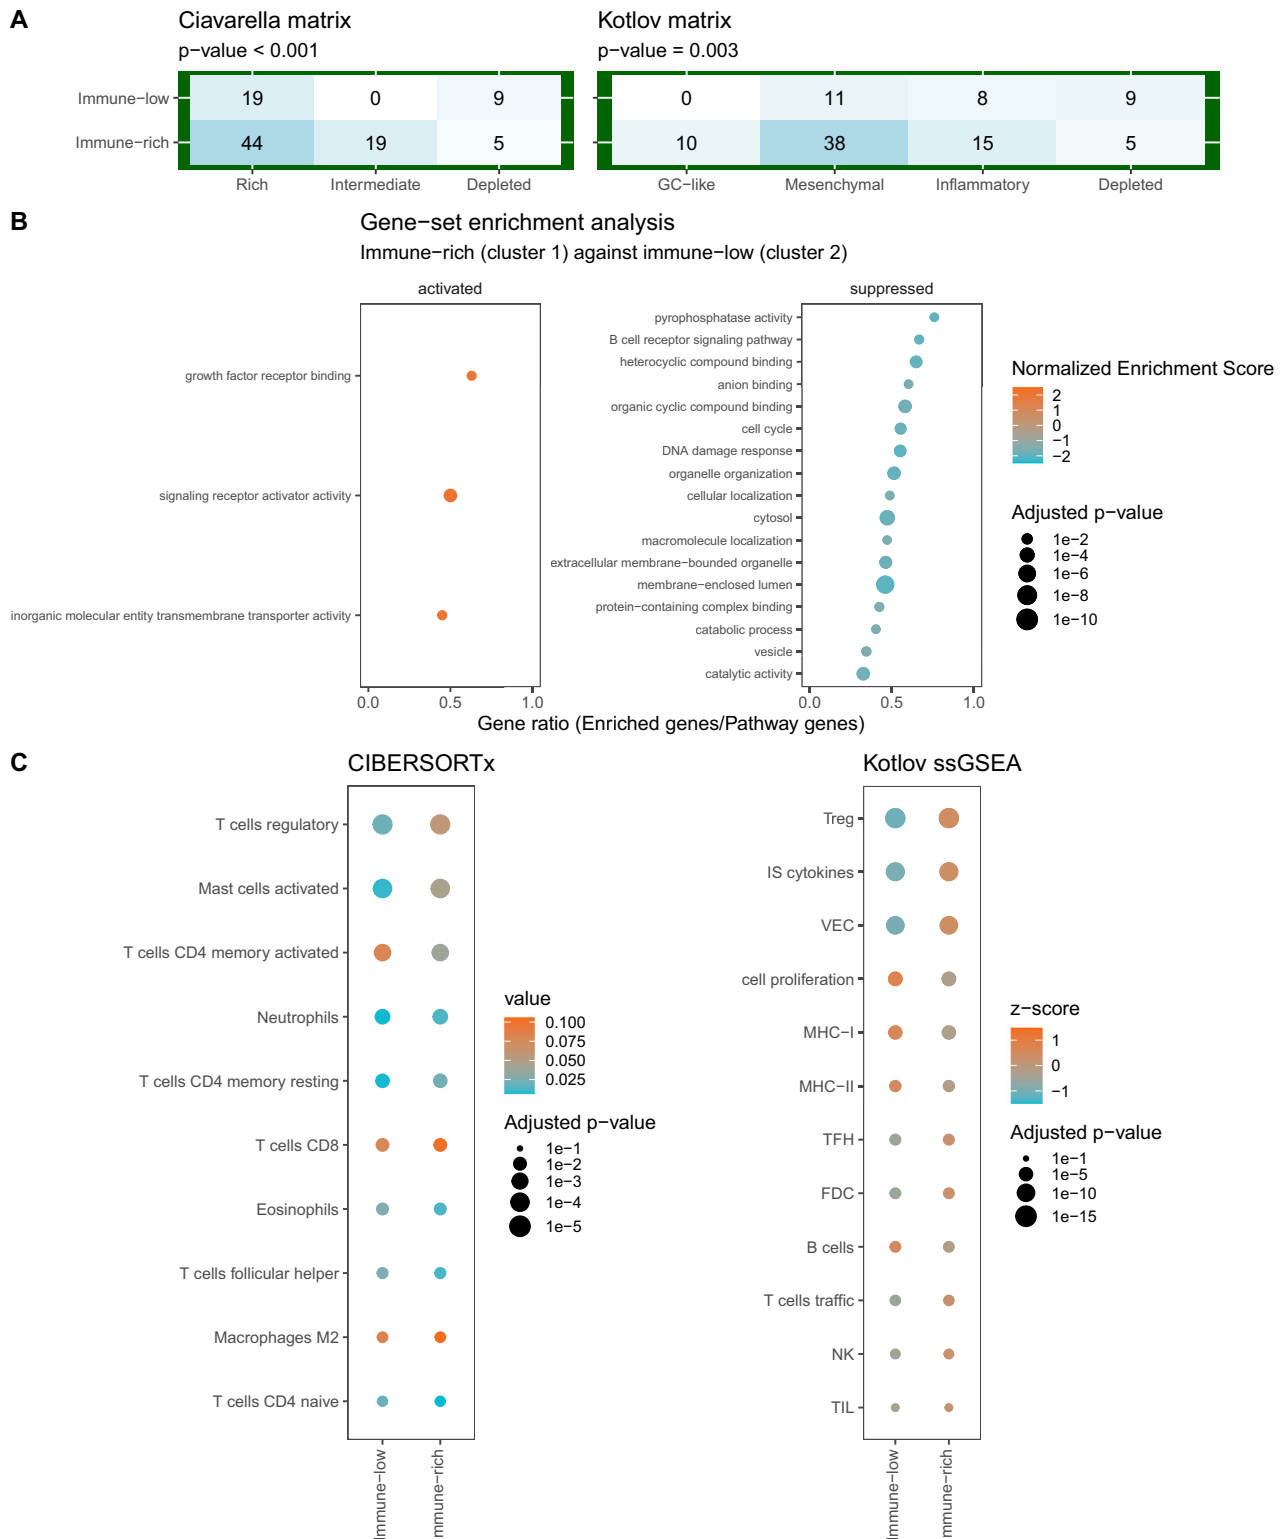 A
Ciavarella matrix
p−value < 0.001
Immune−low
Immune−rich
19
0
9
44
19
5
Rich
Intermediate
Depleted
Kotlov matrix
p−value = 0.003
0
11
8
9
10
38
15
5
GC−like
Mesenchymal
Inflammatory
Depleted
B
Gene−set enrichment analysis
Immune−rich (cluster 1) against immune−low (cluster 2)
activated
growth factor receptor binding
signaling receptor activator activity
inorganic molecular entity transmembrane transporter activity
0.0
0.5
1.0
suppressed
pyrophosphatase activity
B cell receptor signaling pathway
heterocyclic compound binding
anion binding
organic cyclic compound binding
cell cycle
DNA damage response
organelle organization
cellular localization
cytosol
macromolecule localization
extracellular membrane−bounded organelle
membrane−enclosed lumen
protein−containing complex binding
catabolic process
vesicle
catalytic activity
0.0
0.5
1.0
Gene ratio (Enriched genes/Pathway genes)
Normalized Enrichment Score
2
1
0
−1
−2
Adjusted p−value
1e−2
1e−4
1e−6
1e−8
1e−10
C
CIBERSORTx
T cells regulatory
Mast cells activated
T cells CD4 memory activated
Neutrophils
T cells CD4 memory resting
T cells CD8
Eosinophils
T cells follicular helper
Macrophages M2
T cells CD4 naive
Immune−low
Immune−rich
value
0.100
0.075
0.050
0.025
Adjusted p−value
1e−1
1e−2
1e−3
1e−4
1e−5
Kotlov ssGSEA
Treg
IS cytokines
VEC
cell proliferation
MHC−I
MHC−II
TFH
FDC
B cells
T cells traffic
NK
TIL
Immune−low
Immune−rich
z−score
1
0
−1
Adjusted p−value
1e−1
1e−5
1e−10
1e−15